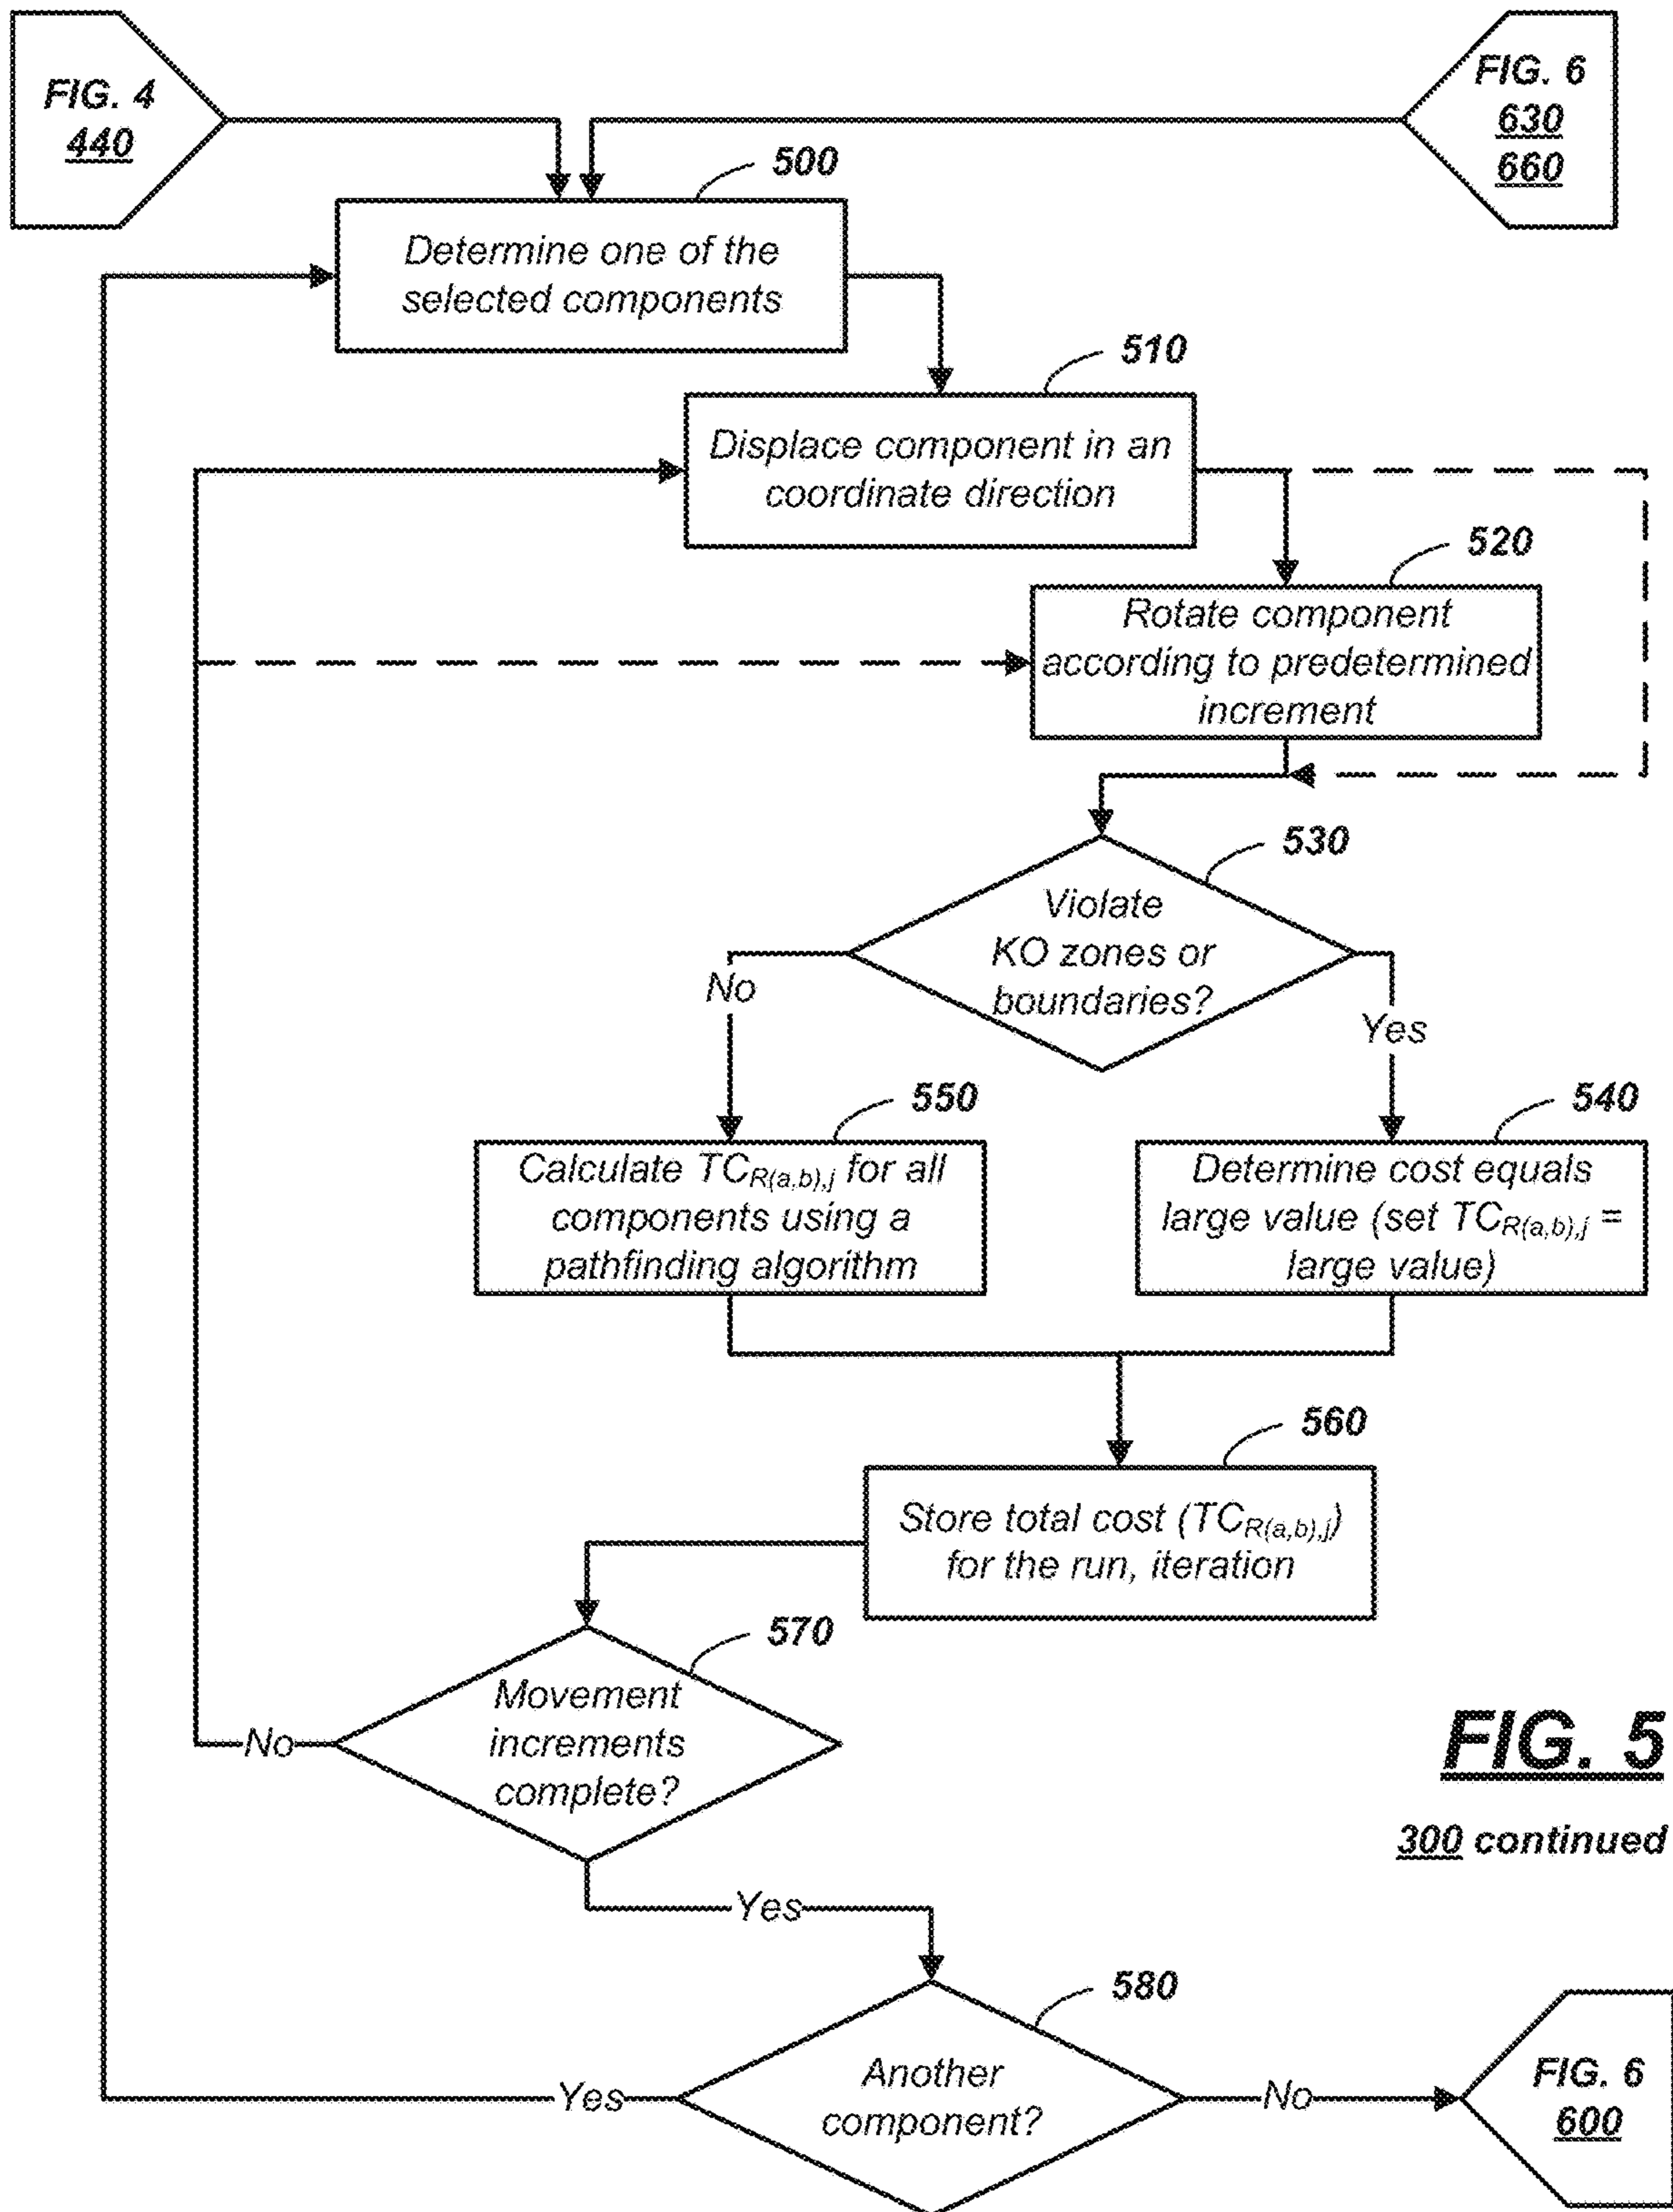 FIG. 4
440
FIG. 6
630
660
500
Determine one of the
selected components
510
Displace component in an
coordinate direction
520
Rotate component
according to predetermined
increment
530
Violate
KO zones or
boundaries?
No
Yes
550
Calculate TC_R(a,b),j for all
components using a
pathfinding algorithm
540
Determine cost equals
large value (set TC_R(a,b),j =
large value)
560
Store total cost (TC_R(a,b),j)
for the run, iteration
570
Movement
increments
complete?
No
Yes
FIG. 5
300 continued
580
Another
component?
Yes
No
FIG. 6
600